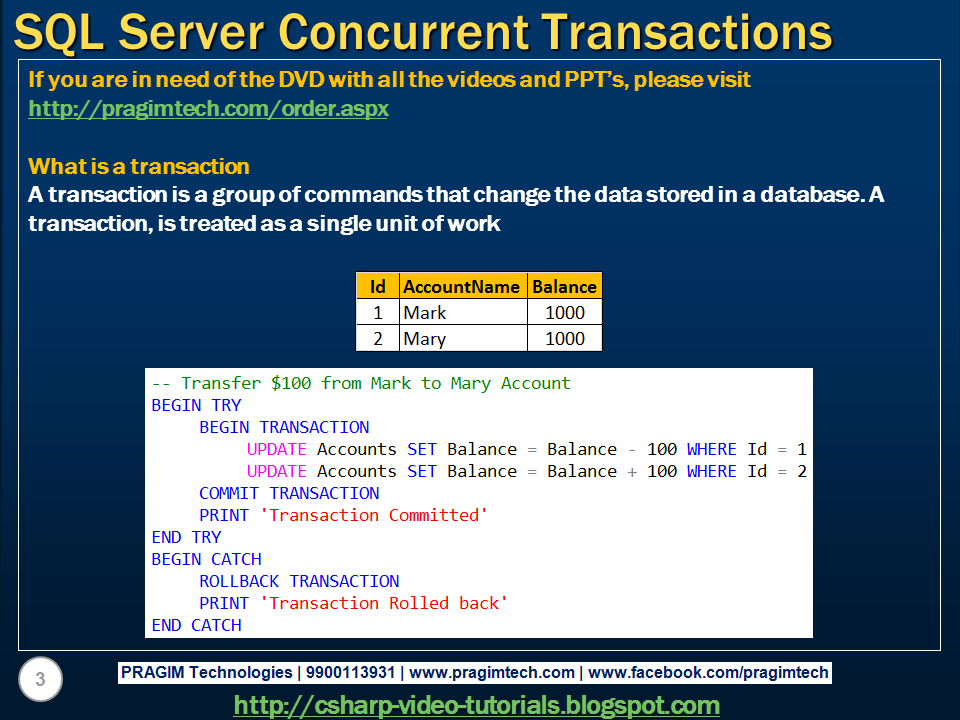 SQL Server Concurrent Transactions
If you are in need of the DVD with all the videos and PPT’s, please visit
http://pragimtech.com/order.aspx
What is a transaction
A transaction is a group of commands that change the data stored in a database. A
transaction, is treated as a single unit of work
Id AccountName Balance
1 Mark 1000
2 Mary 1000
-- Transfer $100 from Mark to Mary Account
BEGIN TRY
BEGIN TRANSACTION
UPDATE Accounts SET Balance = Balance - 100 WHERE Id = 1
UPDATE Accounts SET Balance = Balance + 100 WHERE Id = 2
COMMIT TRANSACTION
PRINT 'Transaction Committed'
END TRY
BEGIN CATCH
ROLLBACK TRANSACTION
PRINT 'Transaction Rolled back'
END CATCH
3
PRAGIM Technologies | 9900113931 | www.pragimtech.com | www.facebook.com/pragimtech
http://csharp-video-tutorials.blogspot.com